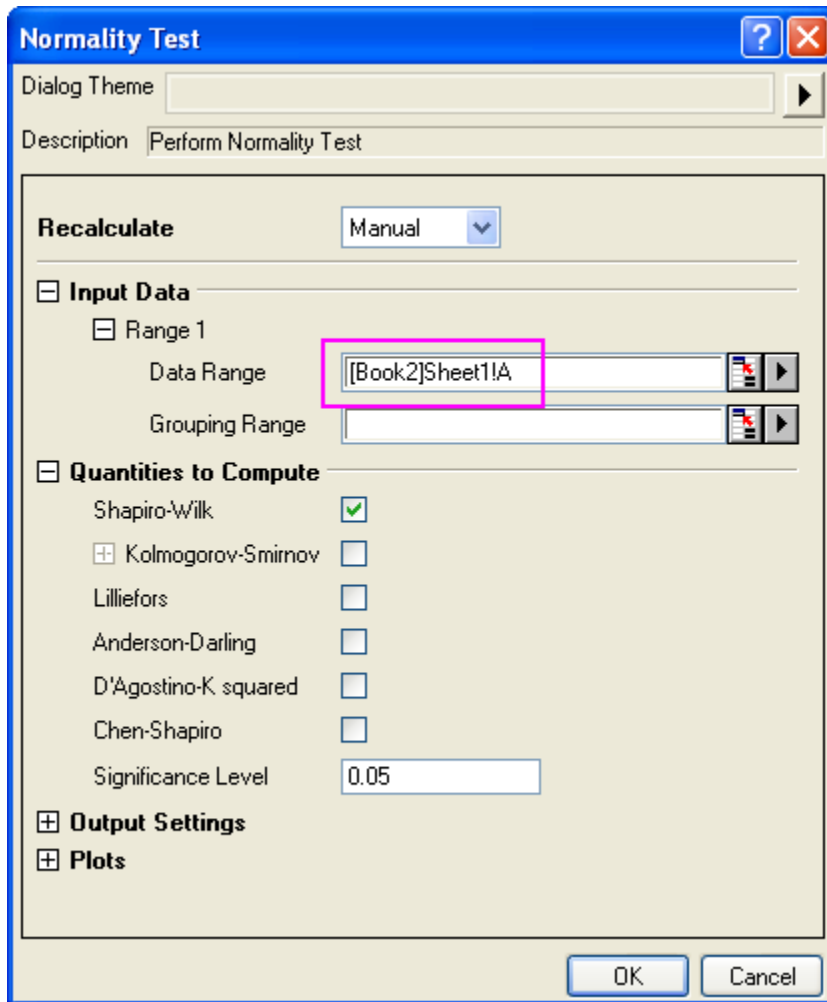 Normality Test
Dialog Theme
Description Perform Normality Test
Recalculate Manual
Input Data
Range 1
Data Range [Book2]Sheet1!A
Grouping Range
Quantities to Compute
Shapiro-Wilk
Kolmogorov-Smirnov
Lilliefors
Anderson-Darling
D'Agostino-K squared
Chen-Shapiro
Significance Level 0.05
Output Settings
Plots
OK Cancel